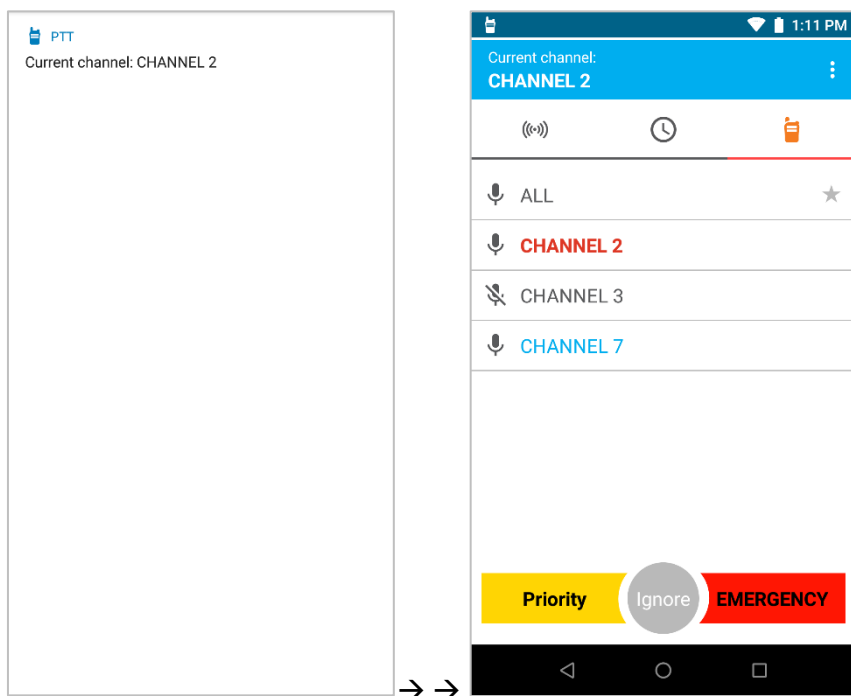 PTT
Current channel: CHANNEL 2
→ →
1:11 PM
Current channel:
CHANNEL 2
ALL
CHANNEL 2
CHANNEL 3
CHANNEL 7
Priority
Ignore
EMERGENCY